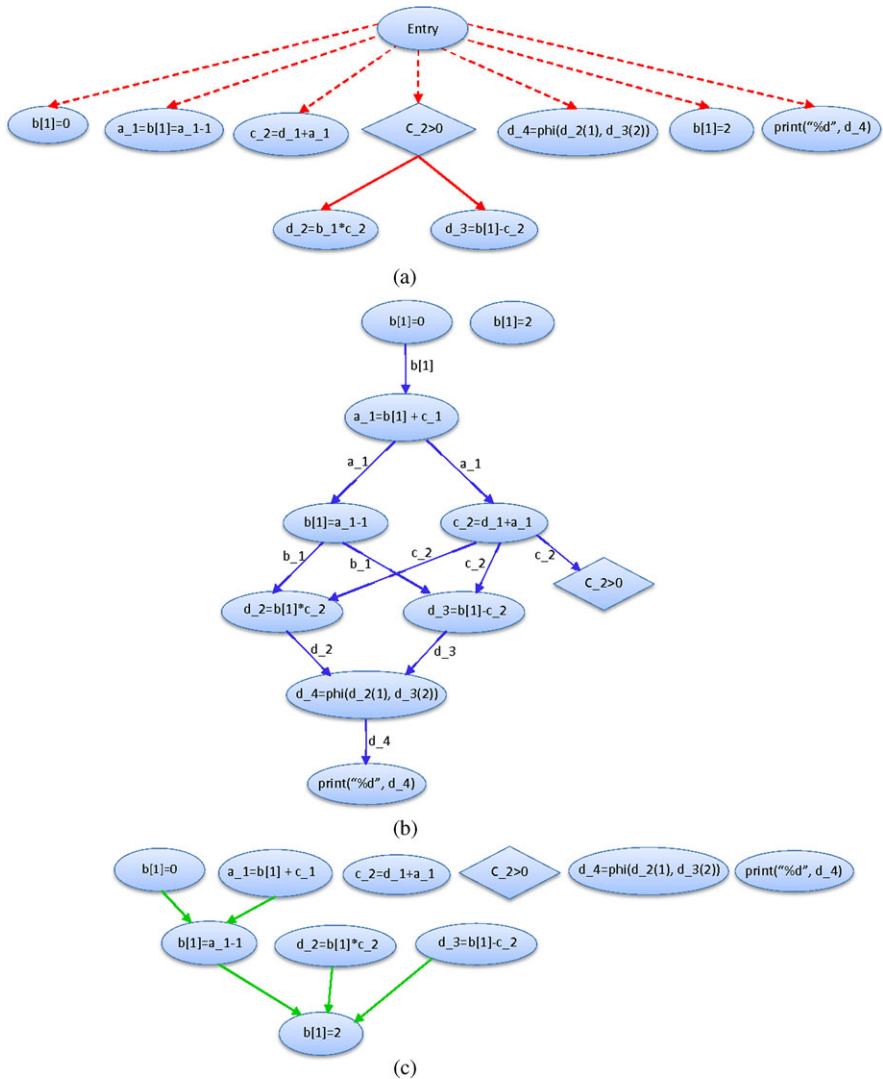 Entry
b[1]=0
a_1=b[1]=a_1-1
c_2=d_1+a_1
C_2>0
d_4=phi(d_2(1), d_3(2))
b[1]=2
print(“%d”, d_4)
d_2=b_1*c_2
d_3=b[1]-c_2
(a)
b[1]=0
b[1]=2
b[1]
a_1=b[1] + c_1
a_1
a_1
b[1]=a_1-1
c_2=d_1+a_1
b_1
b_1
c_2
c_2
c_2
C_2>0
d_2=b[1]*c_2
d_3=b[1]-c_2
d_2
d_3
d_4=phi(d_2(1), d_3(2))
d_4
print(“%d”, d_4)
(b)
b[1]=0
a_1=b[1] + c_1
c_2=d_1+a_1
C_2>0
d_4=phi(d_2(1), d_3(2))
print(“%d”, d_4)
b[1]=a_1-1
d_2=b[1]*c_2
d_3=b[1]-c_2
b[1]=2
(c)